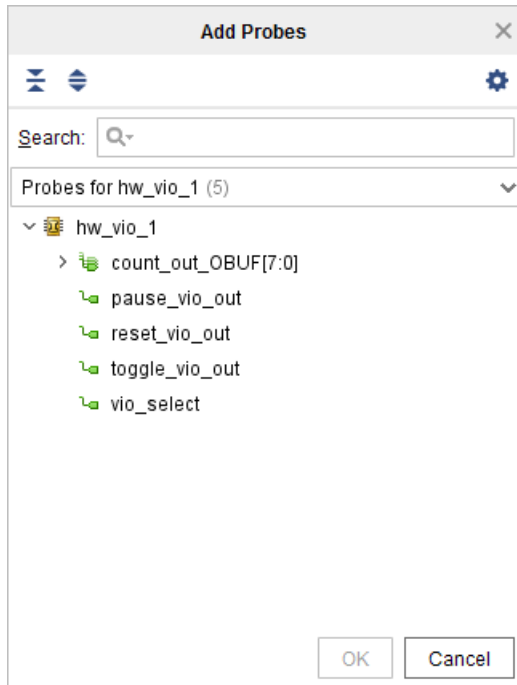 Add Probes
Search:
Probes for hw_vio_1 (5)
hw_vio_1
count_out_OBUF[7:0]
pause_vio_out
reset_vio_out
toggle_vio_out
vio_select
OK Cancel